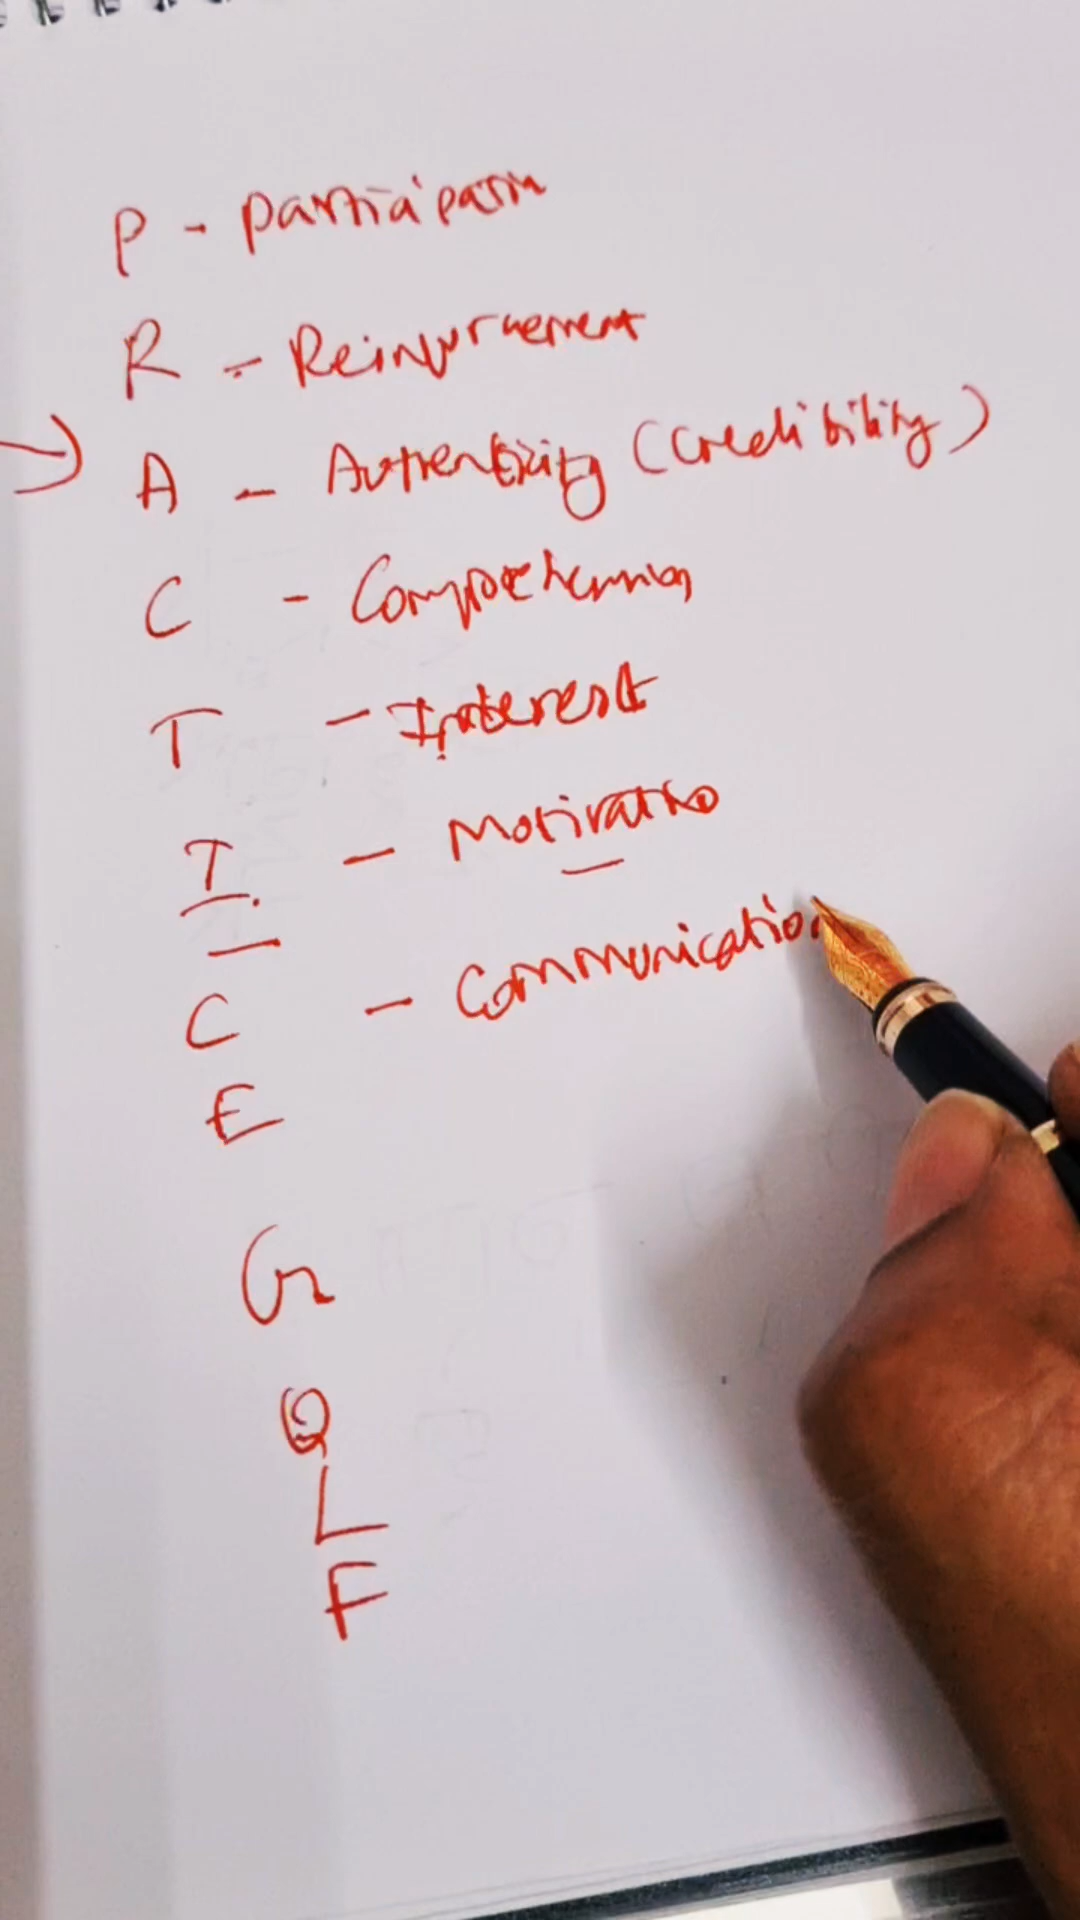 P - Participation
R - Reinforcement
A - Authenticity (credibility)
C - Comprehension
T - Interest
I. - Motivation
C - Communication
E
G
Q
L
F